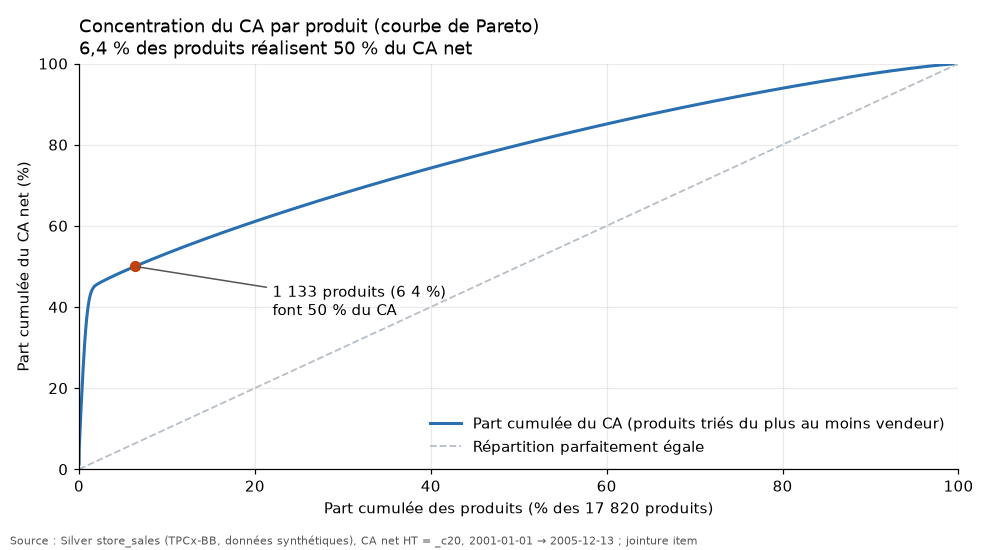 Concentration du CA par produit (courbe de Pareto)
6,4 % des produits réalisent 50 % du CA net
Part cumulée du CA net (%)
100
80
60
40
20
0
1 133 produits (6 4 %)
font 50 % du CA
Part cumulée du CA (produits triés du plus au moins vendeur)
Répartition parfaitement égale
0 20 40 60 80 100
Part cumulée des produits (% des 17 820 produits)
Source : Silver store_sales (TPCx-BB, données synthétiques), CA net HT = _c20, 2001-01-01 → 2005-12-13 ; jointure item